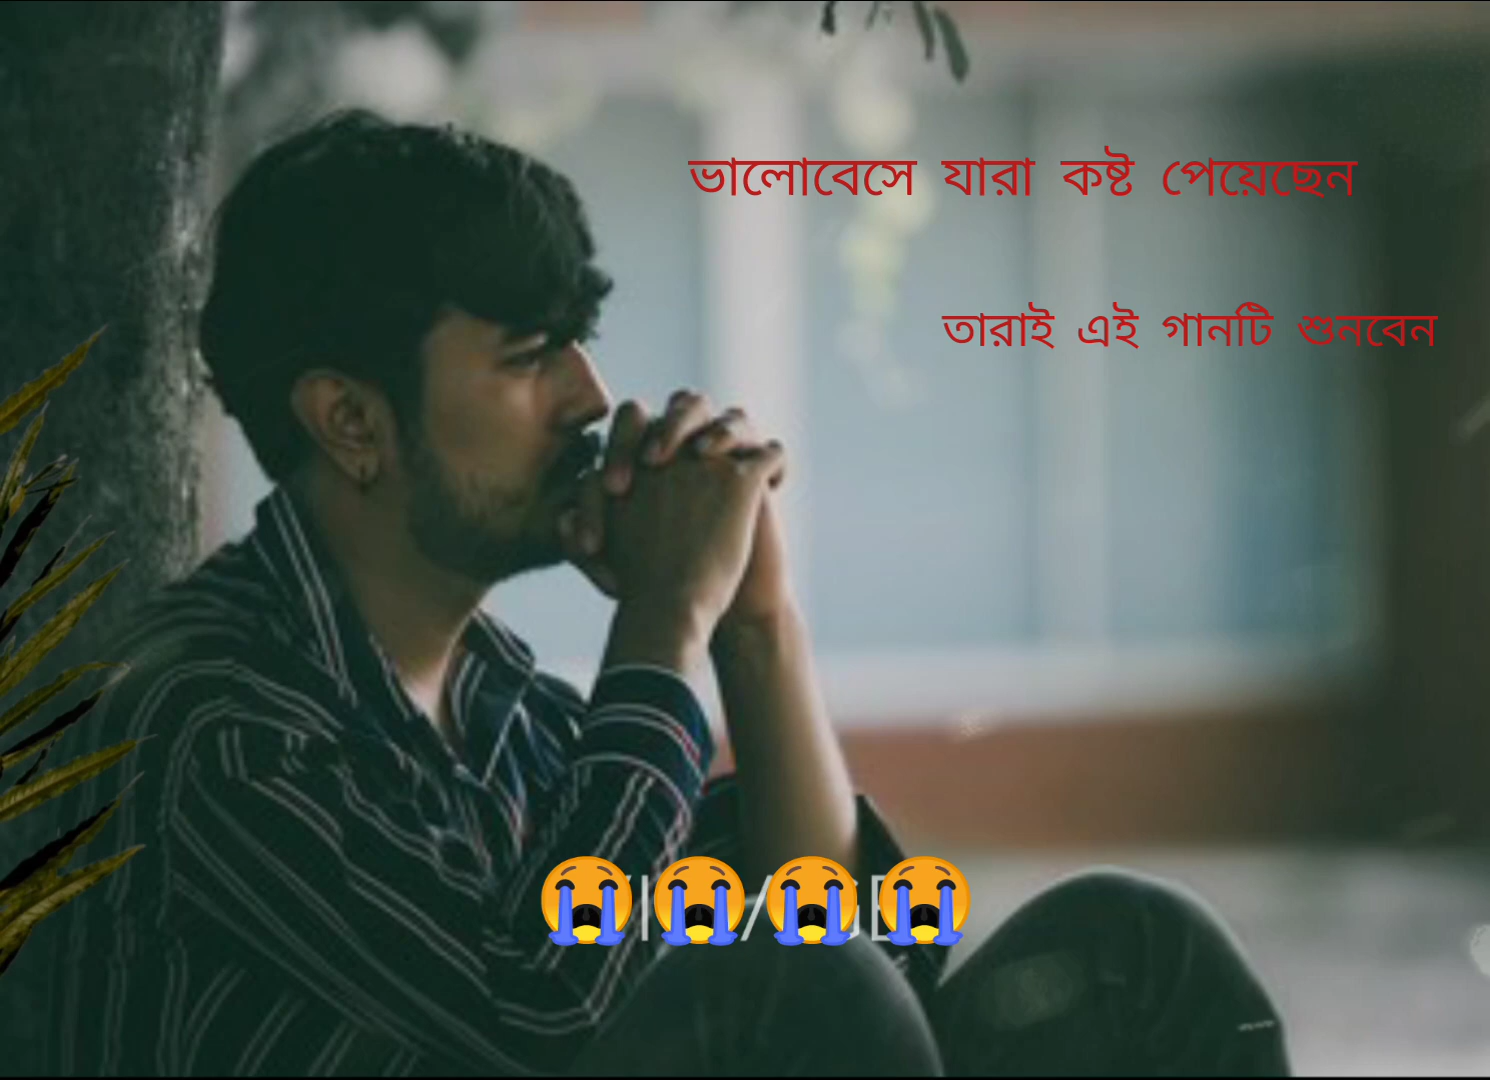 ভালোবেসে যারা কষ্ট পেয়েছেন
তারাই এই গানটি শুনবেন